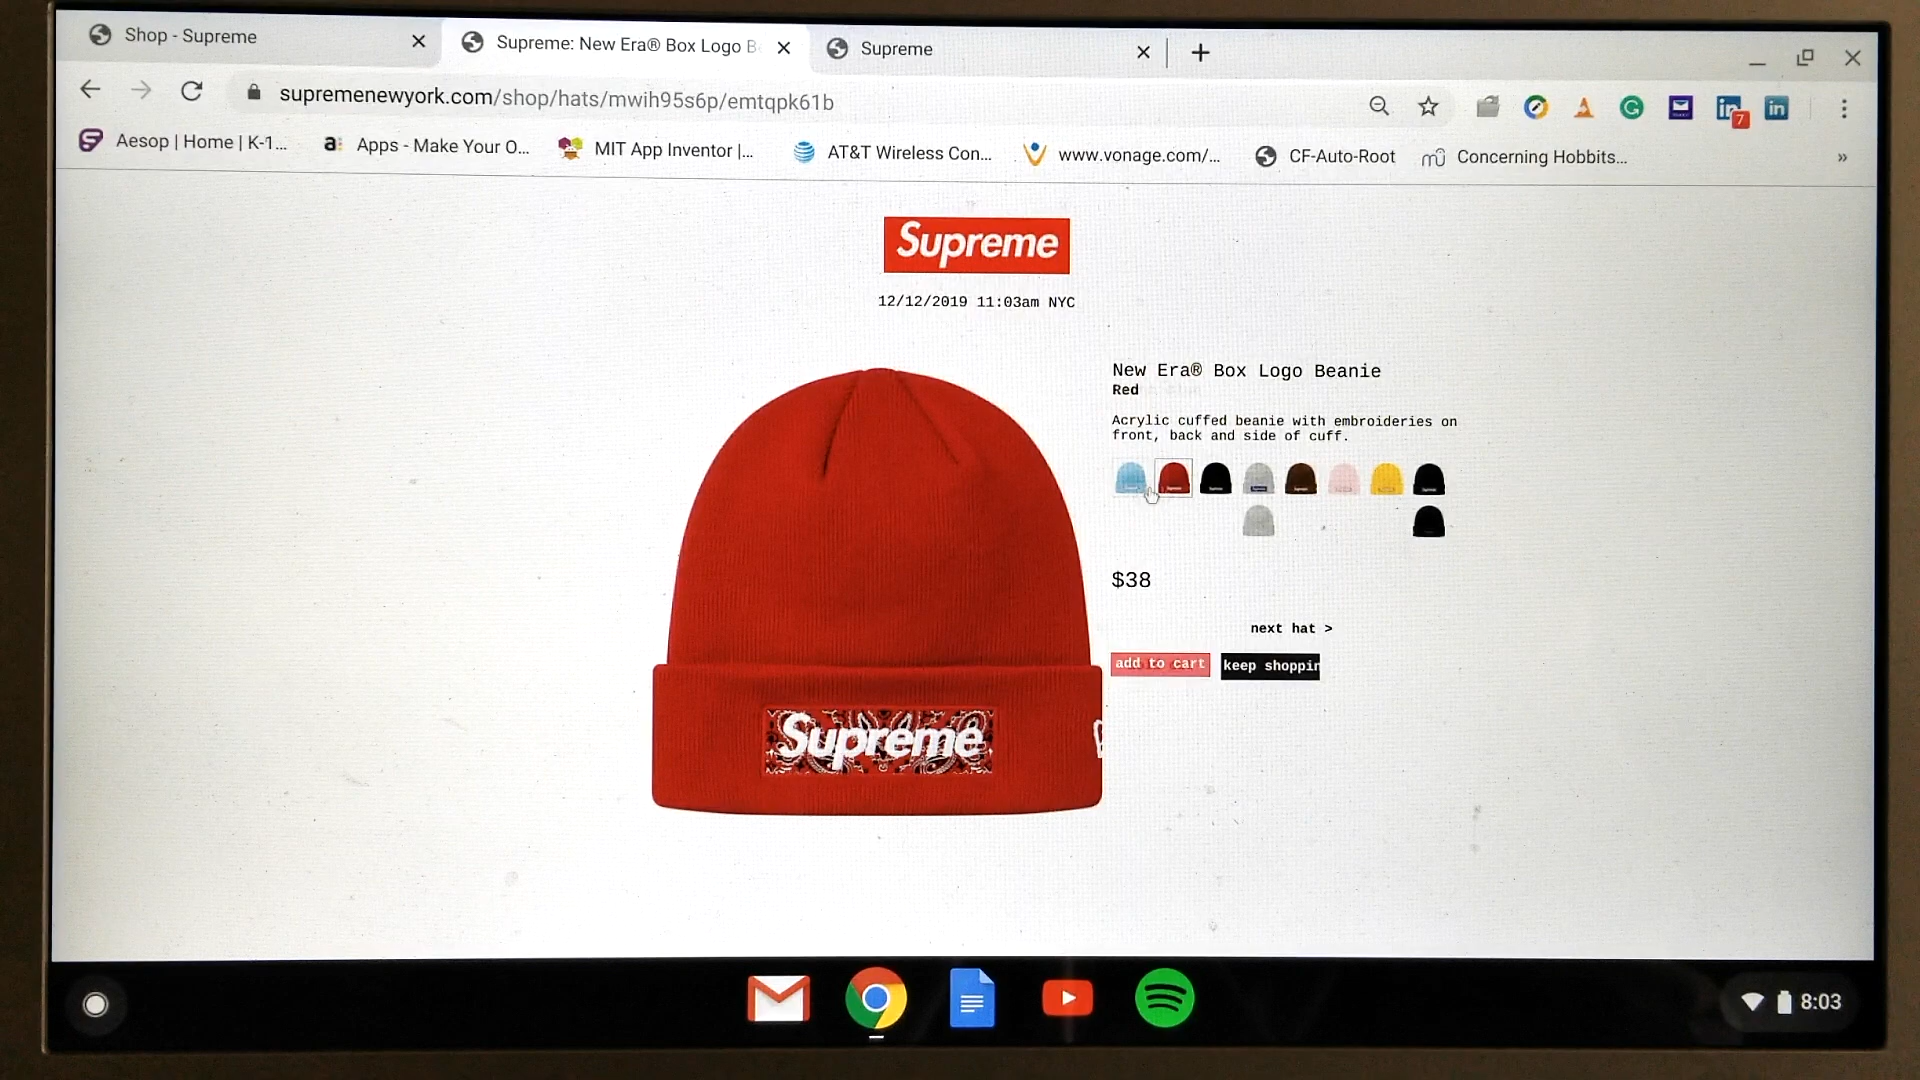 Shop - Supreme
Supreme: New Era® Box Logo B
Supreme
supremenewyork.com/shop/hats/mwih95s6p/emtqpk61b
7
Aesop | Home | K-1...
a:
Apps - Make Your O...
MIT App Inventor |...
AT&T Wireless Con...
www.vonage.com/...
CF-Auto-Root
Concerning Hobbits...
»
Supreme
12/12/2019 11:03am NYC
New Era® Box Logo Beanie
Red
Acrylic cuffed beanie with embroideries on
front, back and side of cuff.
$38
next hat >
add to cart
keep shoppin
Supreme
8:03